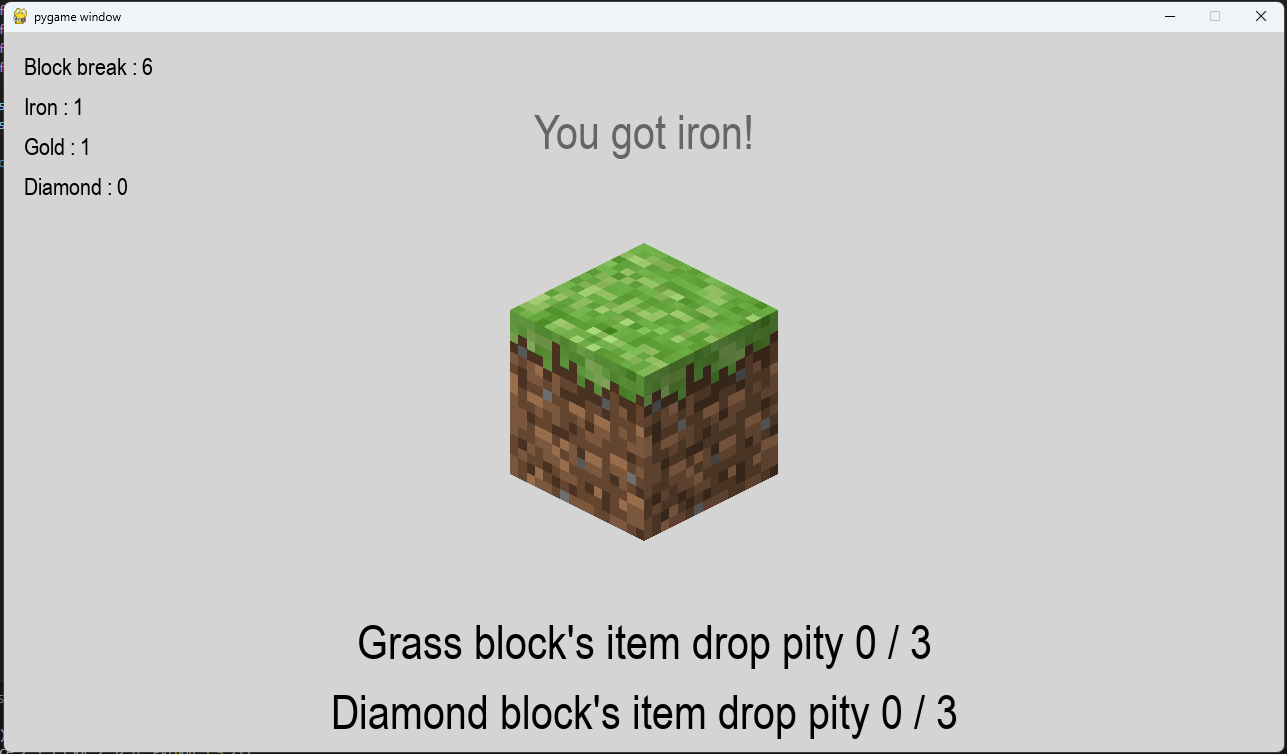 pygame window
Block break : 6
Iron : 1
Gold : 1
Diamond : 0
You got iron!
Grass block's item drop pity 0 / 3
Diamond block's item drop pity 0 / 3